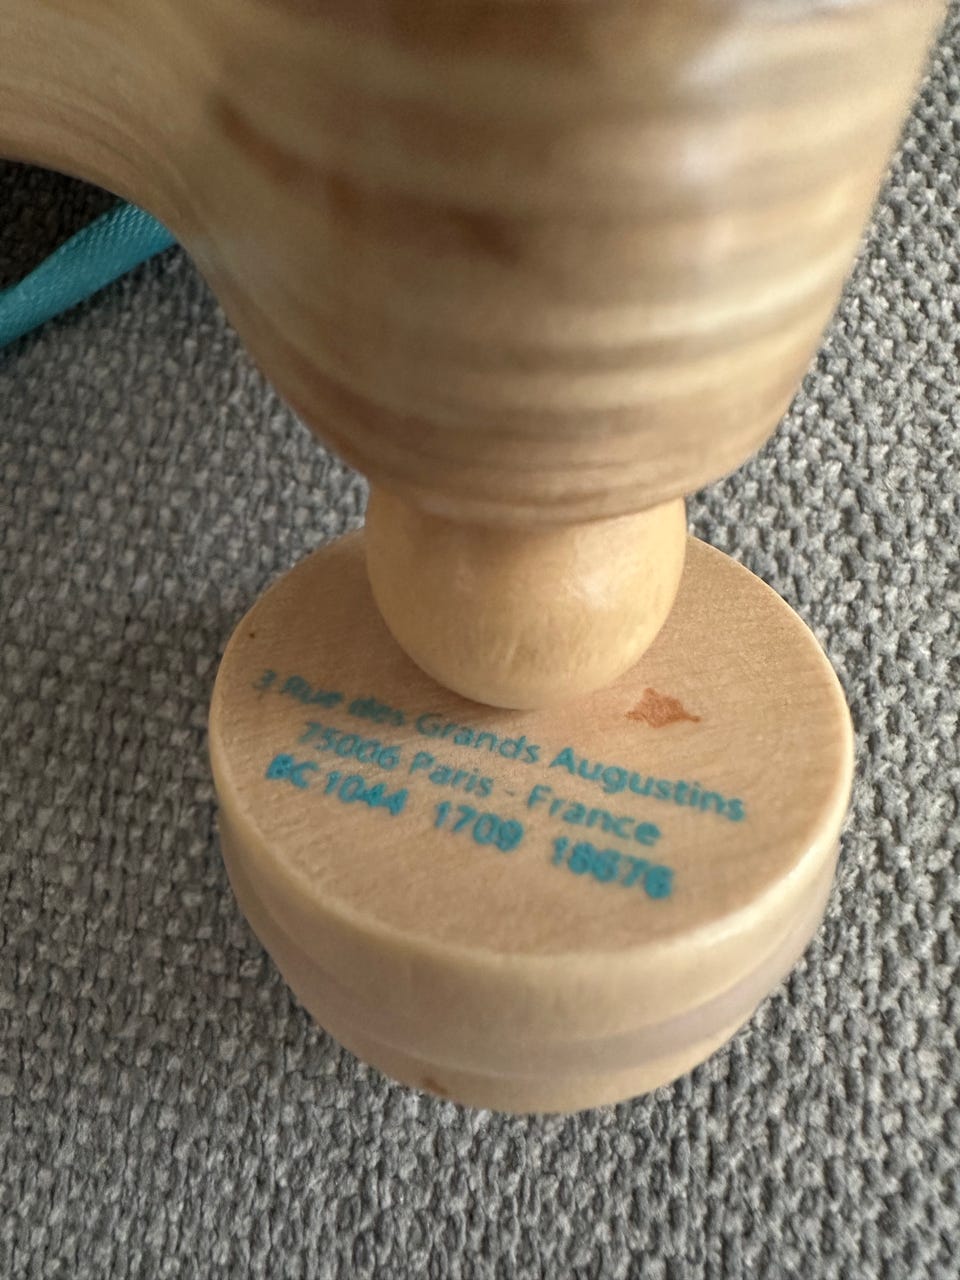 3 Rue des Grands Augustins
75006 Paris - France
BC 1044 1709 18676